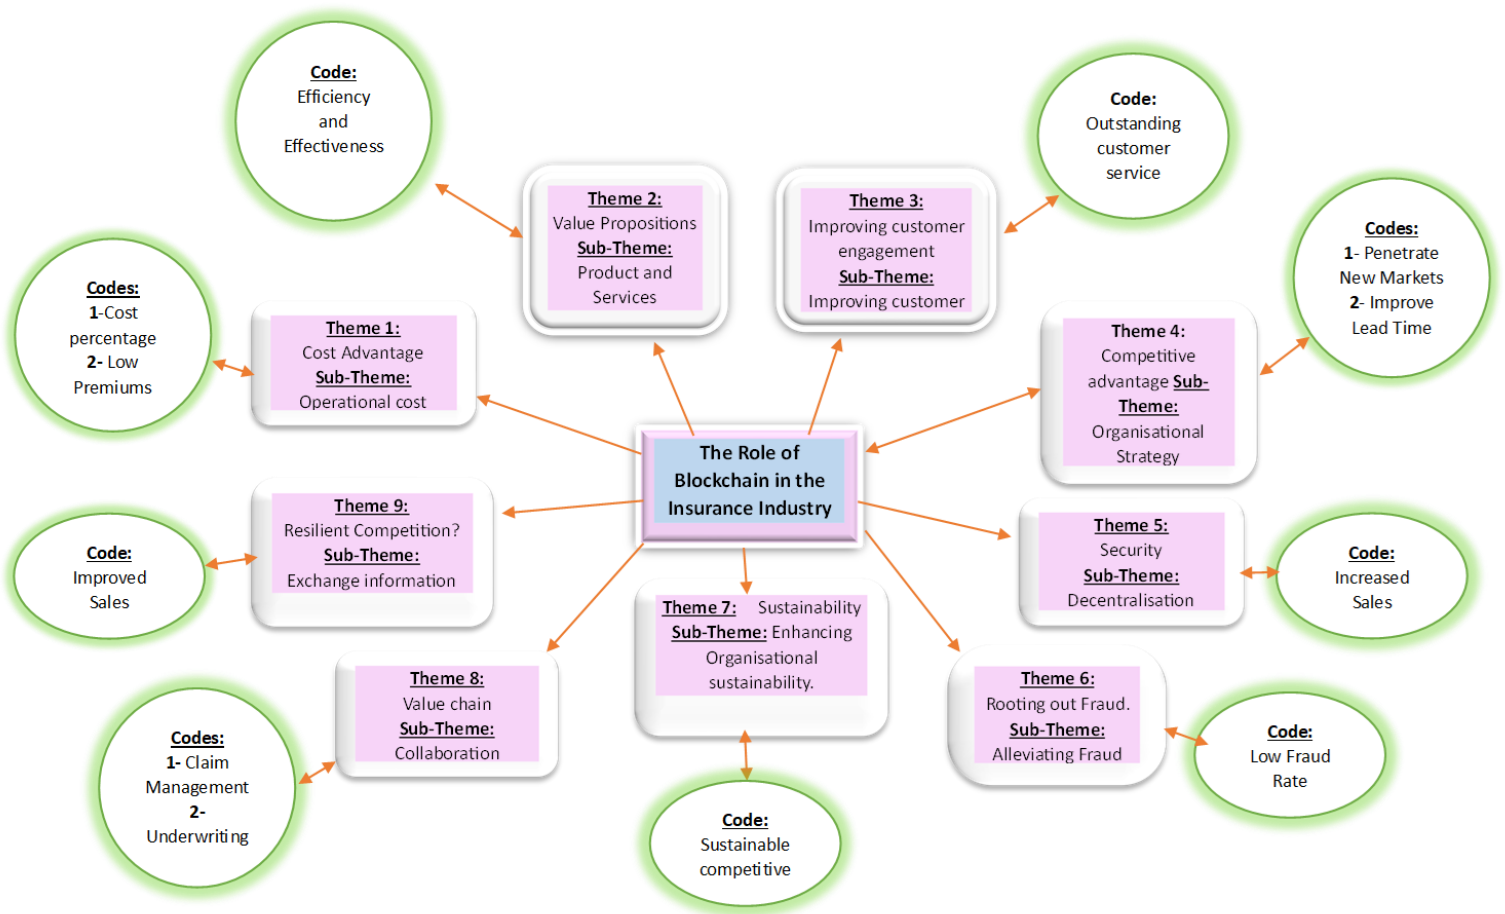 Code:
Efficiency
and
Effectiveness
Code:
Outstanding
customer
service
Theme 2:
Value Propositions
Sub-Theme:
Product and
Services
Theme 3:
Improving customer
engagement
Sub-Theme:
Improving customer
Codes:
1- Penetrate
New Markets
2- Improve
Lead Time
Codes:
1-Cost
percentage
2- Low
Premiums
Theme 1:
Cost Advantage
Sub-Theme:
Operational cost
Theme 4:
Competitive
advantage Sub-
Theme:
Organisational
Strategy
The Role of
Blockchain in the
Insurance Industry
Theme 9:
Resilient Competition?
Sub-Theme:
Exchange information
Theme 5:
Security
Sub-Theme:
Decentralisation
Code:
Improved
Sales
Code:
Increased
Sales
Theme 7: Sustainability
Sub-Theme: Enhancing
Organisational
sustainability.
Theme 8:
Value chain
Sub-Theme:
Collaboration
Theme 6:
Rooting out Fraud.
Sub-Theme:
Alleviating Fraud
Codes:
1- Claim
Management
2-
Underwriting
Code:
Low Fraud
Rate
Code:
Sustainable
competitive